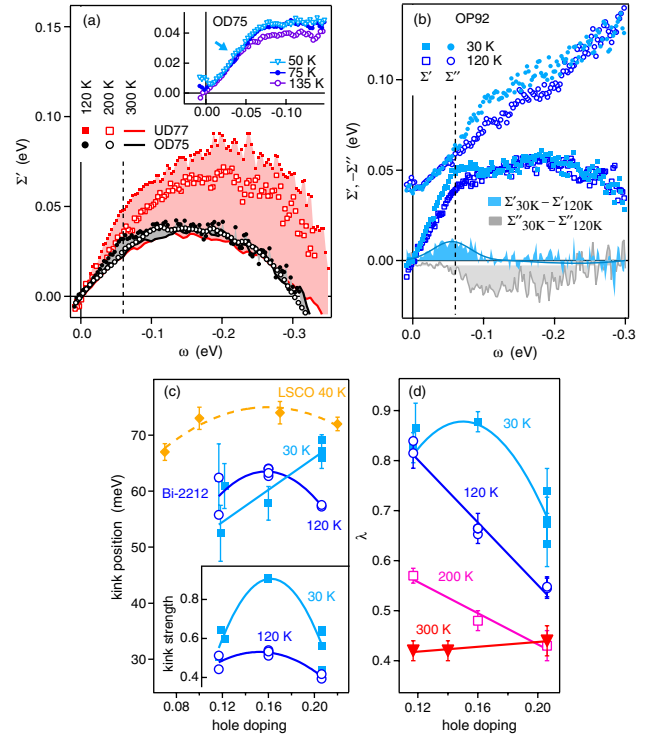 (a)
OD75
0.04
0.02
0.00
50 K
75 K
135 K
0.00
-0.05
-0.10
0.15
0.10
0.05
0.00
Σ′ (eV)
120 K
200 K
300 K
UD77
OD75
0.0
-0.1
-0.2
-0.3
ω (eV)
(b)
OP92
30 K
120 K
Σ′ Σ″
0.10
0.05
0.00
Σ′, −Σ″ (eV)
Σ′30K − Σ′120K
Σ″30K − Σ″120K
0.0
-0.1
-0.2
-0.3
ω (eV)
(c)
LSCO 40 K
30 K
Bi-2212
120 K
70
60
50
40
30
kink position (meV)
30 K
120 K
0.8
0.6
0.4
kink strength
0.08
0.12
0.16
0.20
hole doping
(d)
30 K
120 K
200 K
300 K
0.9
0.8
0.7
0.6
0.5
0.4
λ
0.12
0.16
0.20
hole doping